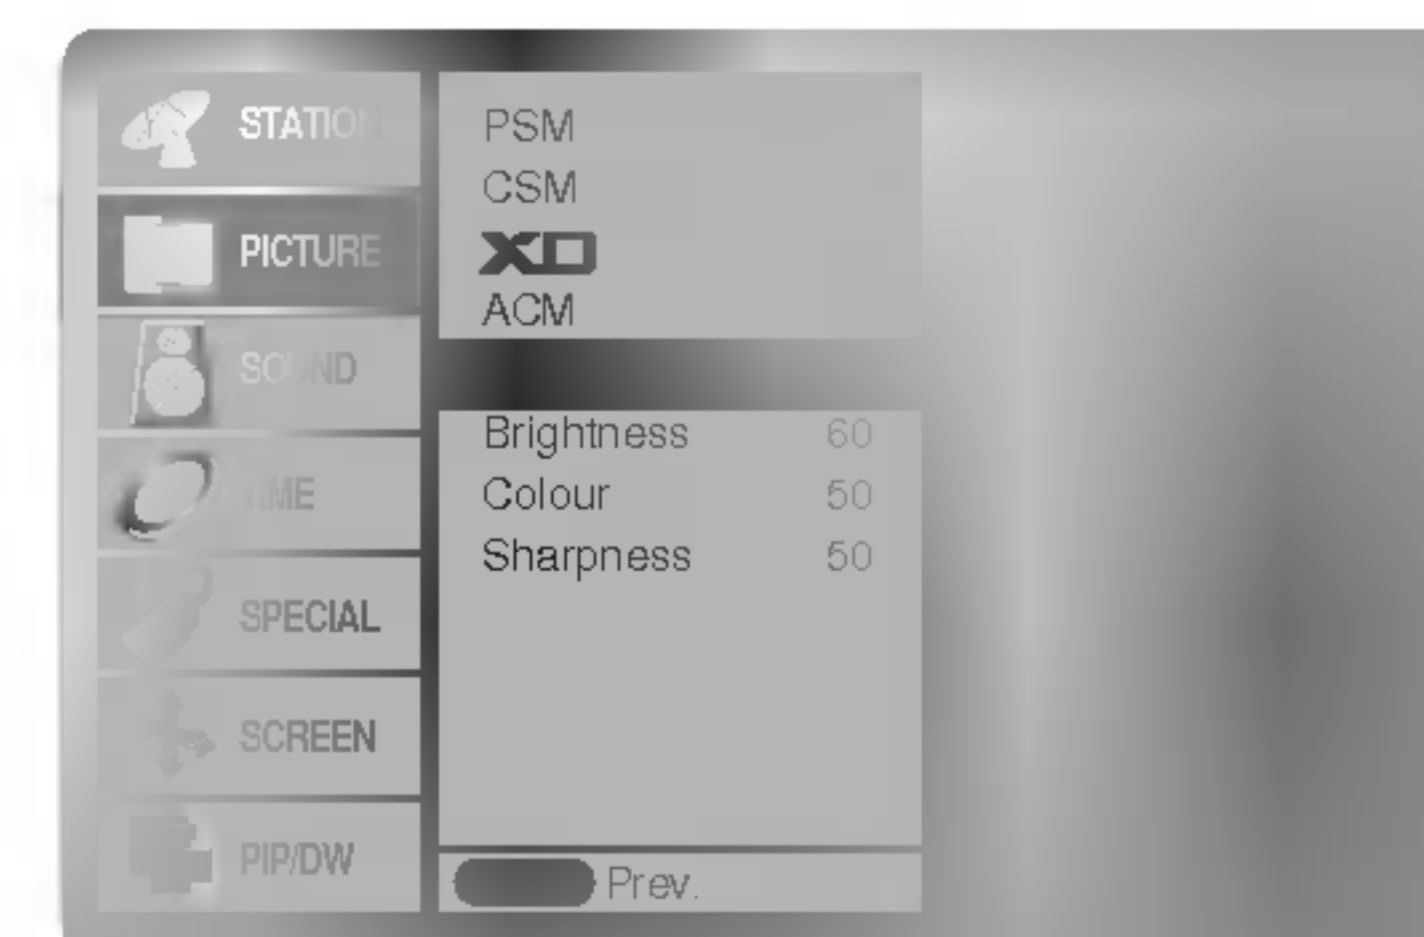 STATION
PICTURE
SOUND
TIME
SPECIAL
SCREEN
PIP/DW
PSM
CSM
XD
ACM
Brightness 60
Colour 50
Sharpness 50
Prev.